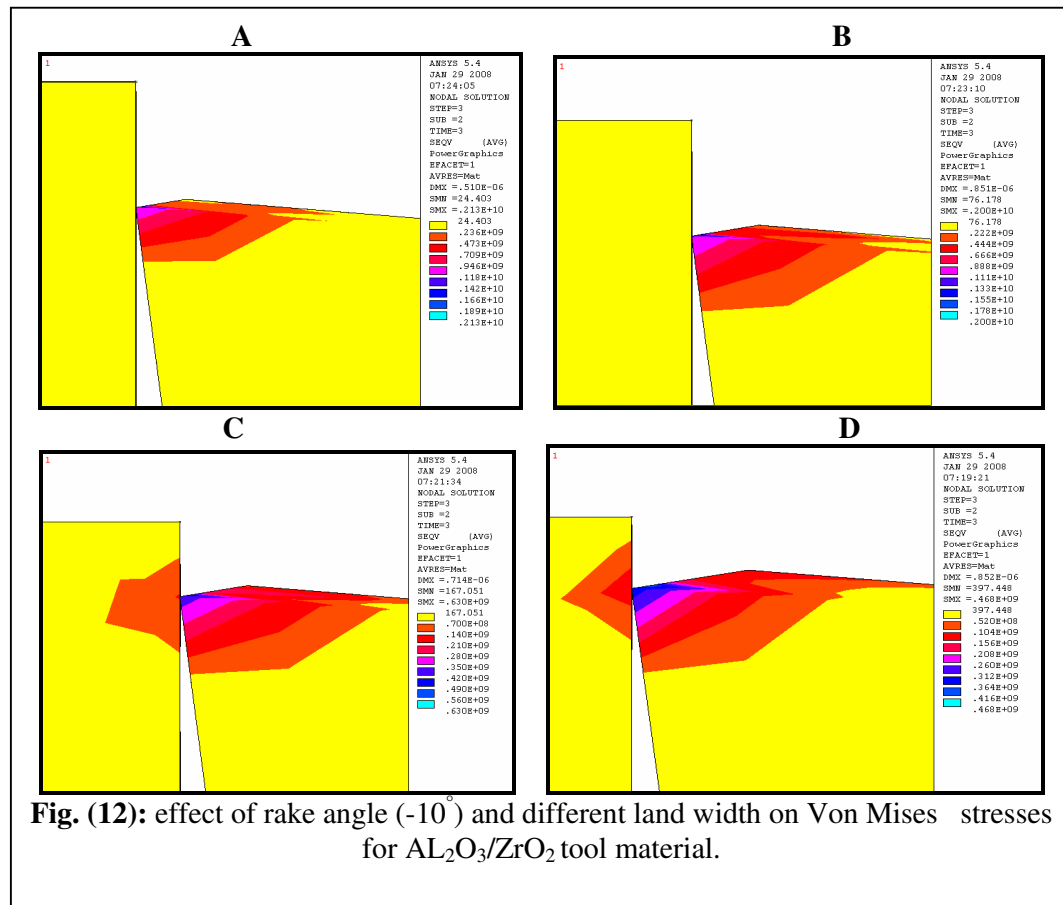 A
1
ANSYS 5.4
JAN 29 2008
07:24:05
NODAL SOLUTION
STEP=3
SUB =2
TIME=3
SEQV (AVG)
PowerGraphics
EFACET=1
AVRES=Mat
DMX =.510E-06
SMN =24.403
SMX =.213E+10
24.403
.236E+09
.473E+09
.709E+09
.946E+09
.118E+10
.142E+10
.166E+10
.189E+10
.213E+10
B
1
ANSYS 5.4
JAN 29 2008
07:23:10
NODAL SOLUTION
STEP=3
SUB =2
TIME=3
SEQV (AVG)
PowerGraphics
EFACET=1
AVRES=Mat
DMX =.851E-06
SMN =76.178
SMX =.200E+10
76.178
.222E+09
.444E+09
.666E+09
.888E+09
.111E+10
.133E+10
.155E+10
.178E+10
.200E+10
C
1
ANSYS 5.4
JAN 29 2008
07:21:34
NODAL SOLUTION
STEP=3
SUB =2
TIME=3
SEQV (AVG)
PowerGraphics
EFACET=1
AVRES=Mat
DMX =.714E-06
SMN =167.051
SMX =.630E+09
167.051
.700E+08
.140E+09
.210E+09
.280E+09
.350E+09
.420E+09
.490E+09
.560E+09
.630E+09
D
1
ANSYS 5.4
JAN 29 2008
07:19:21
NODAL SOLUTION
STEP=3
SUB =2
TIME=3
SEQV (AVG)
PowerGraphics
EFACET=1
AVRES=Mat
DMX =.852E-06
SMN =397.448
SMX =.468E+09
397.448
.520E+08
.104E+09
.156E+09
.208E+09
.260E+09
.312E+09
.364E+09
.416E+09
.468E+09
Fig. (12): effect of rake angle (-10°) and different land width on Von Mises stresses
for AL₂O₃/ZrO₂ tool material.